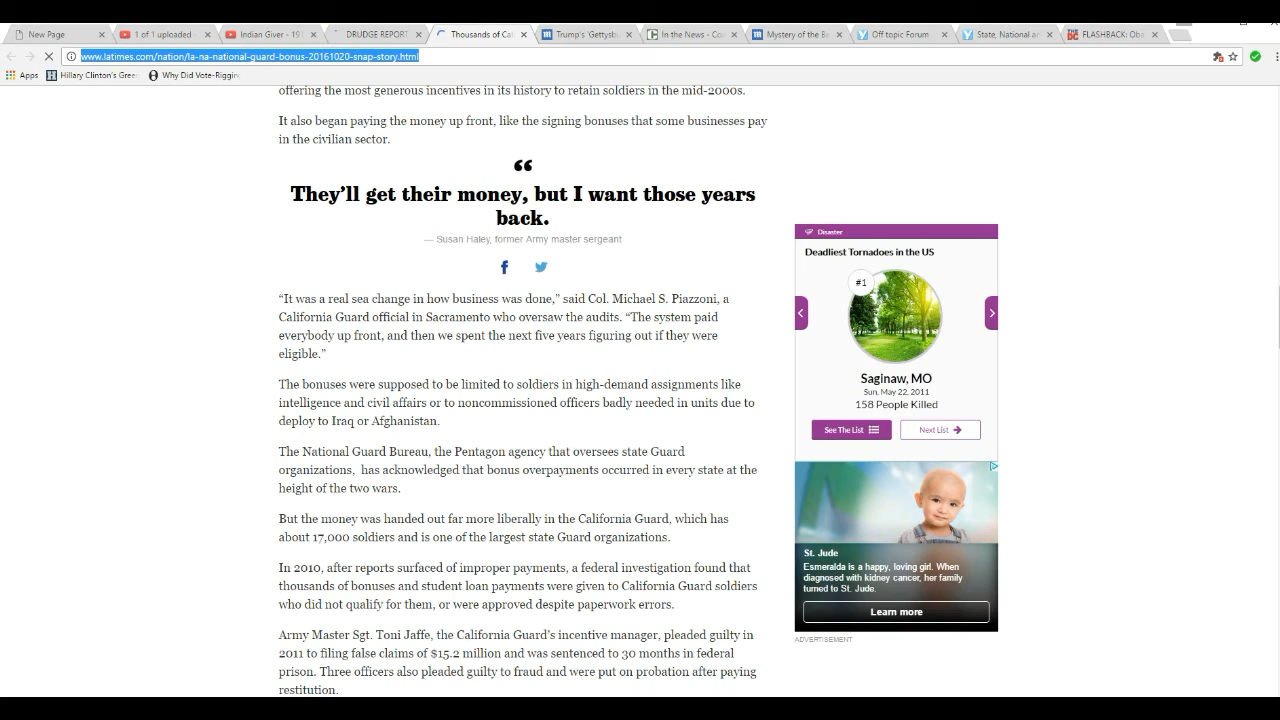 New Page
1 of 1 uploaded
Indian Giver - 19
DRUDGE REPORT
Thousands of Cal
Trump's 'Gettysb
In the News - Co
Mystery of the Be
Off topic Forum
State, National ar
FLASHBACK: Oba
www.latimes.com/nation/la-na-national-guard-bonus-20161020-snap-story.html
Apps
Hillary Clinton's Gree
Why Did Vote-Riggin
offering the most generous incentives in its history to retain soldiers in the mid-2000s.
It also began paying the money up front, like the signing bonuses that some businesses pay
in the civilian sector.
“
They’ll get their money, but I want those years
back.
— Susan Haley, former Army master sergeant
“It was a real sea change in how business was done,” said Col. Michael S. Piazzoni, a
California Guard official in Sacramento who oversaw the audits. “The system paid
everybody up front, and then we spent the next five years figuring out if they were
eligible.”
The bonuses were supposed to be limited to soldiers in high-demand assignments like
intelligence and civil affairs or to noncommissioned officers badly needed in units due to
deploy to Iraq or Afghanistan.
The National Guard Bureau, the Pentagon agency that oversees state Guard
organizations, has acknowledged that bonus overpayments occurred in every state at the
height of the two wars.
But the money was handed out far more liberally in the California Guard, which has
about 17,000 soldiers and is one of the largest state Guard organizations.
In 2010, after reports surfaced of improper payments, a federal investigation found that
thousands of bonuses and student loan payments were given to California Guard soldiers
who did not qualify for them, or were approved despite paperwork errors.
Army Master Sgt. Toni Jaffe, the California Guard’s incentive manager, pleaded guilty in
2011 to filing false claims of $15.2 million and was sentenced to 30 months in federal
prison. Three officers also pleaded guilty to fraud and were put on probation after paying
restitution.
Disaster
Deadliest Tornadoes in the US
#1
Saginaw, MO
Sun, May 22, 2011
158 People Killed
See The List
Next List
St. Jude
Esmeralda is a happy, loving girl. When
diagnosed with kidney cancer, her family
turned to St. Jude.
Learn more
ADVERTISEMENT